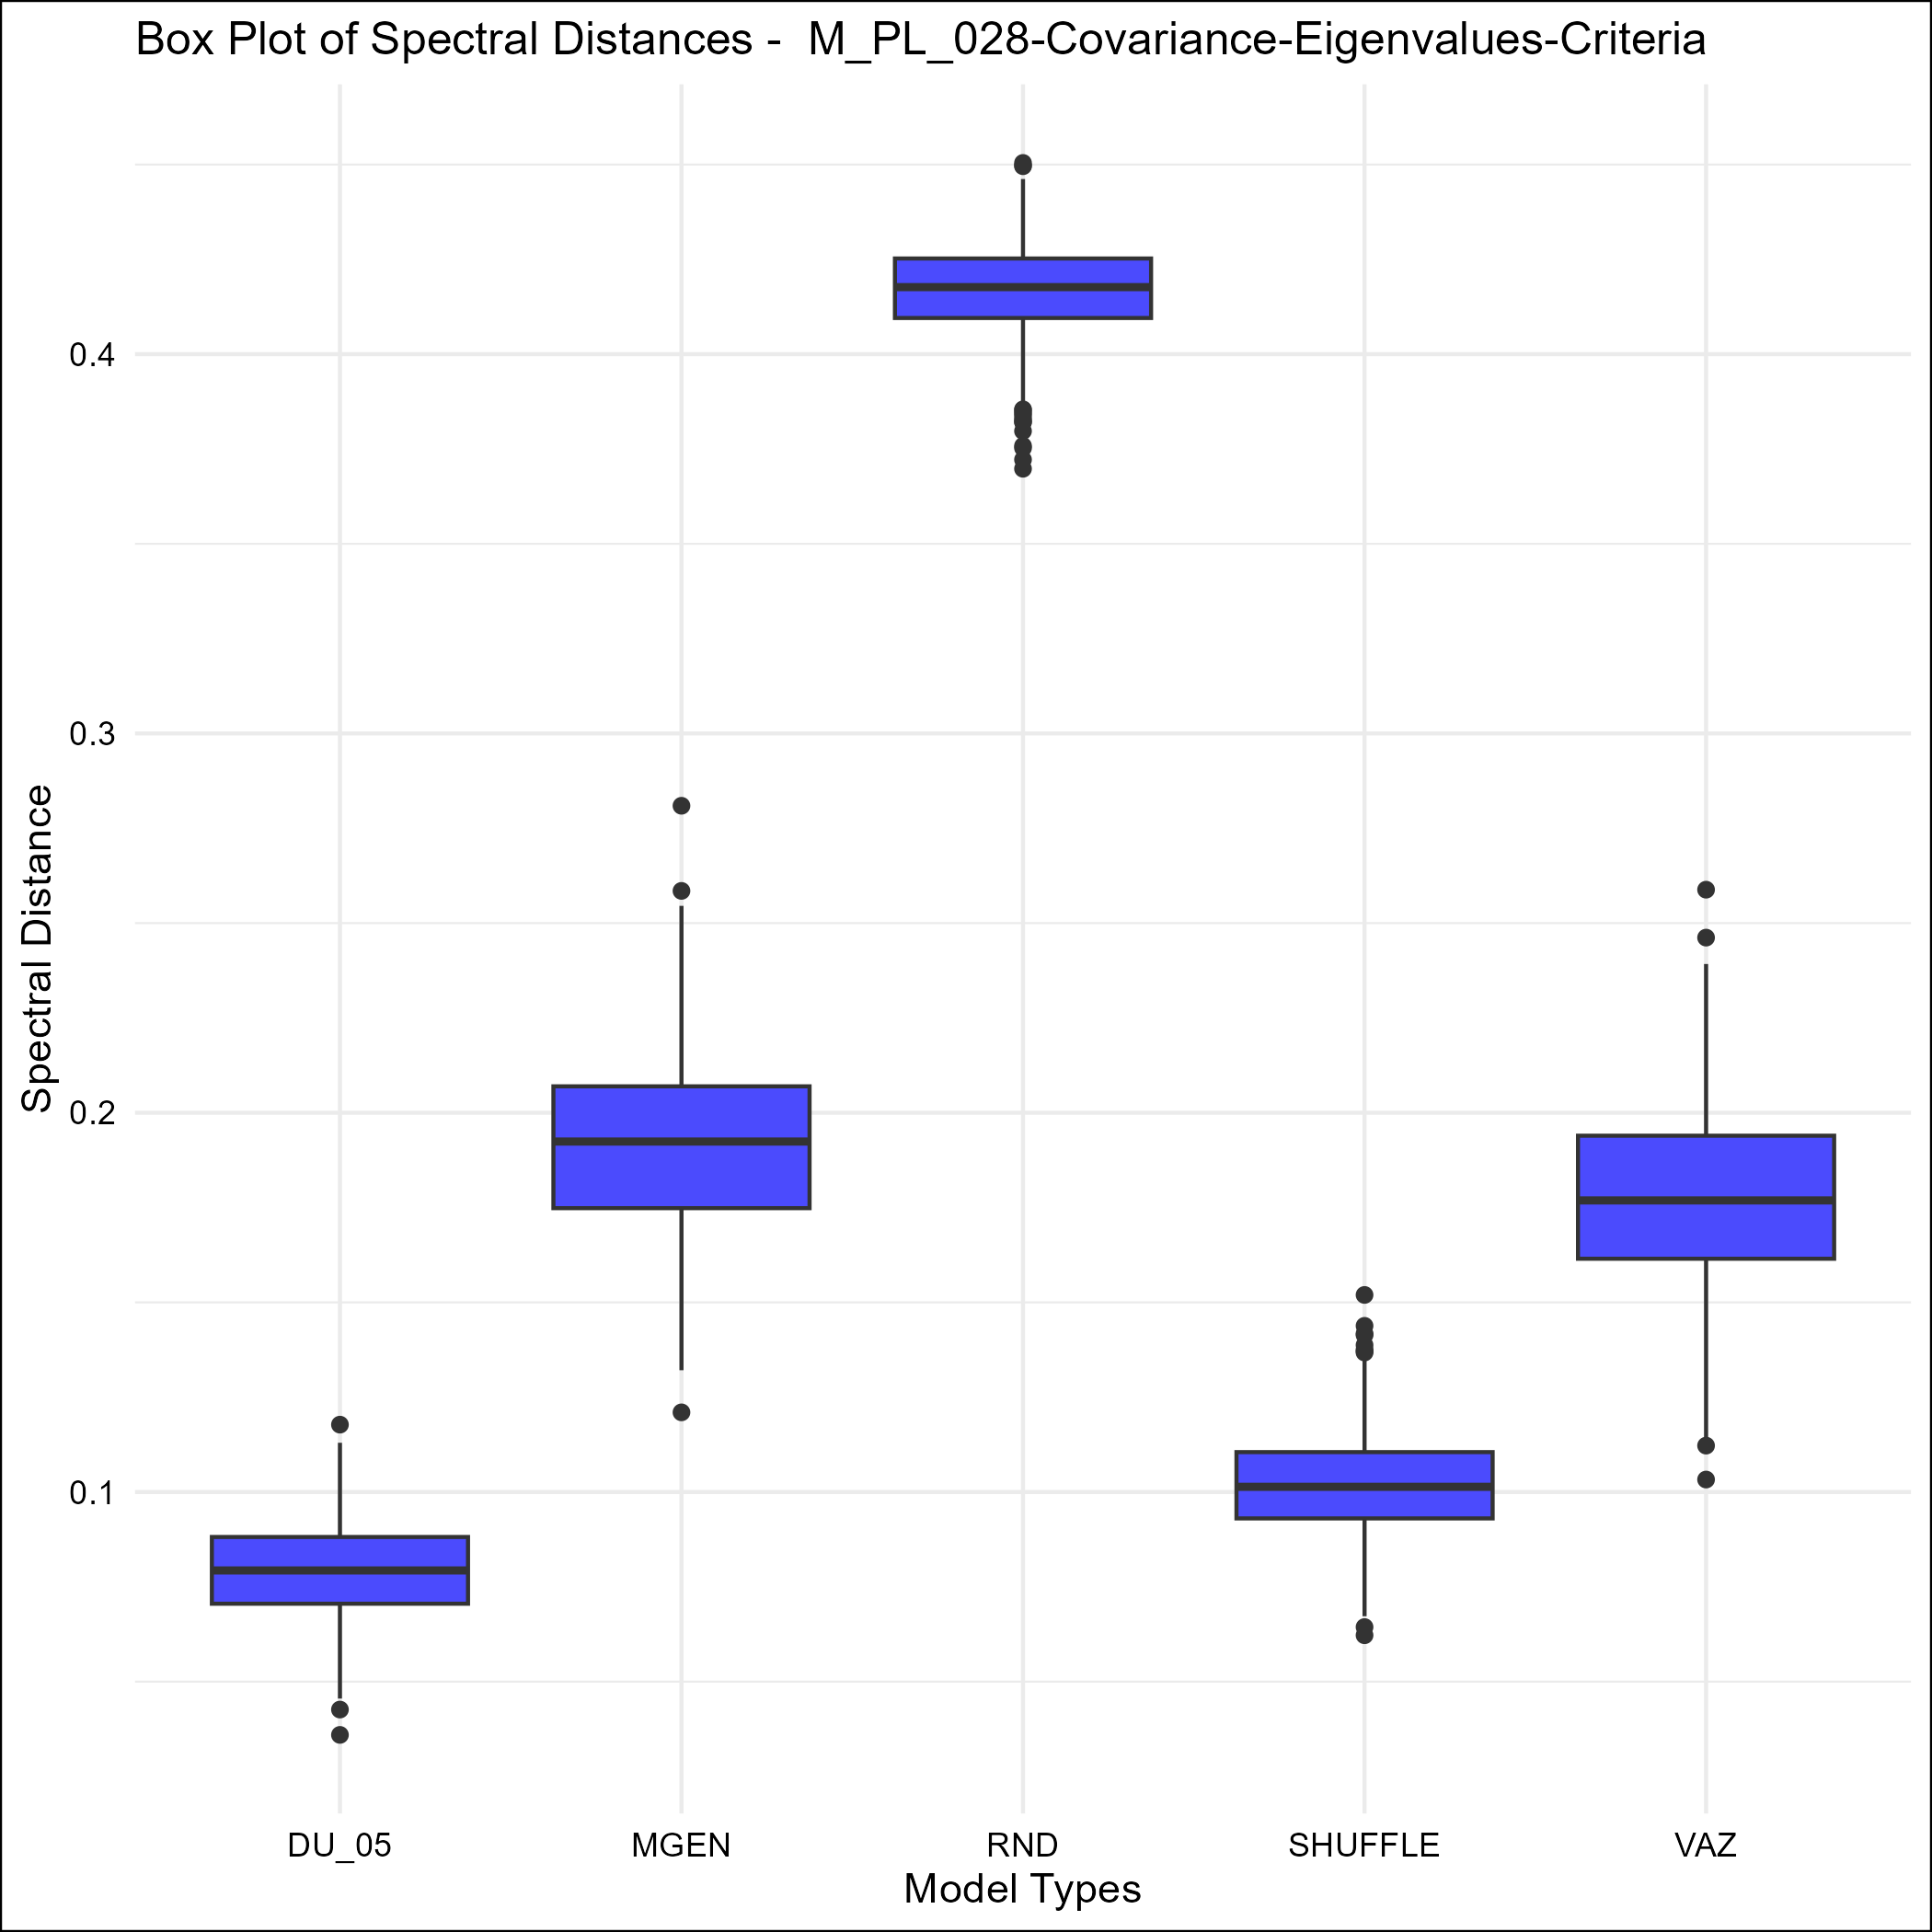 Box Plot of Spectral Distances -  M_PL_028-Covariance-Eigenvalues-Criteria
Spectral Distance
0.4
0.3
0.2
0.1
DU_05 MGEN RND SHUFFLE VAZ
Model Types